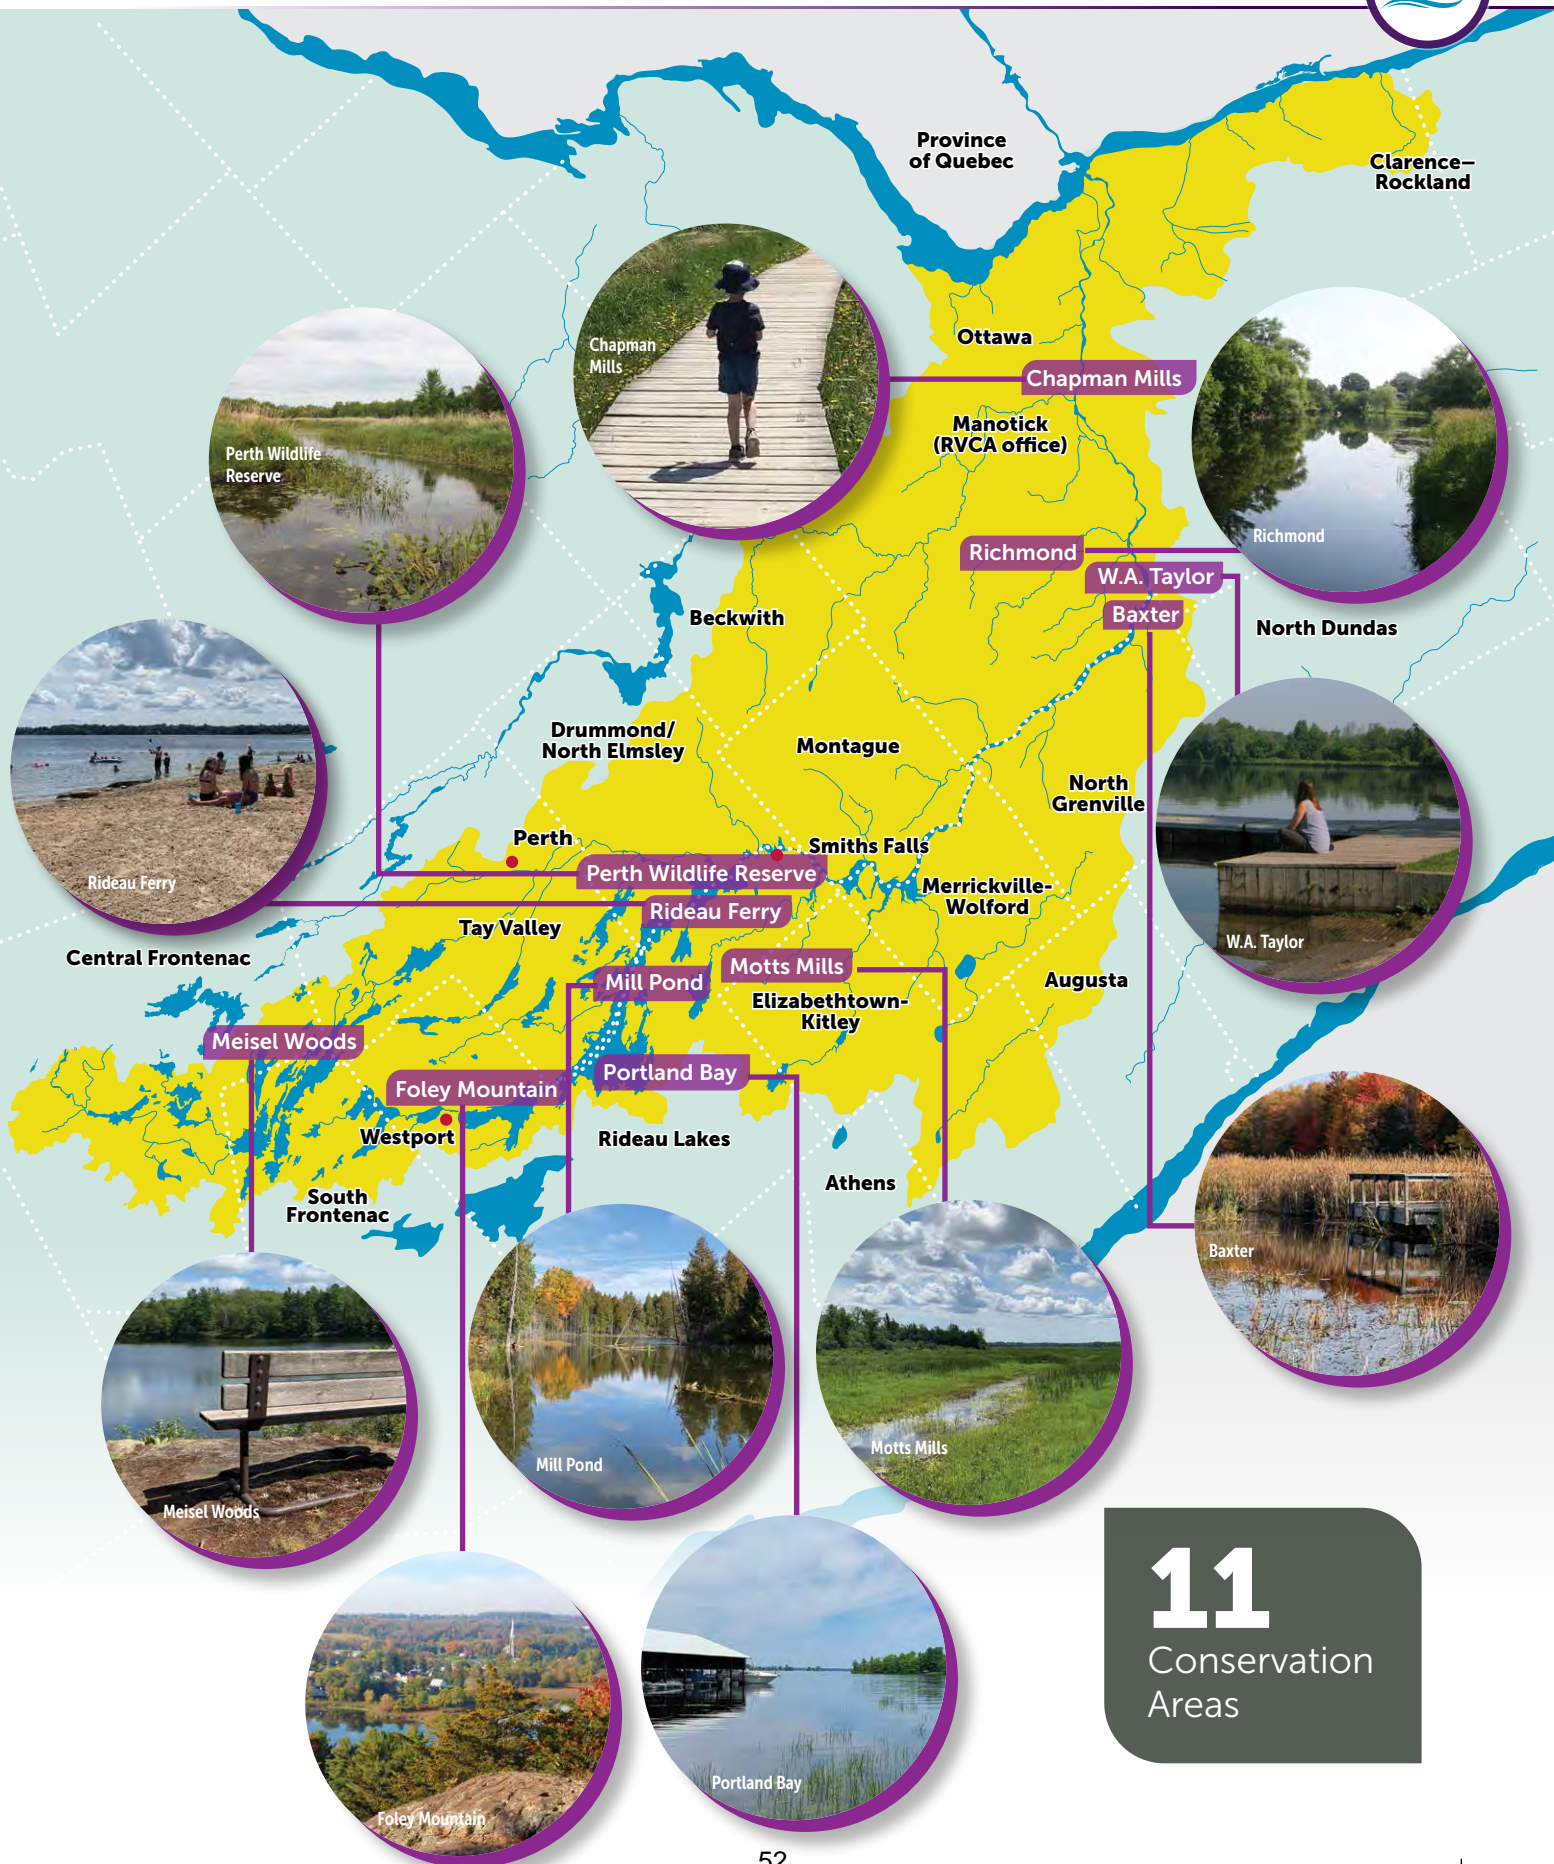 Province
of Quebec
Clarence–
Rockland
Chapman
Mills
Ottawa
Chapman Mills
Manotick
(RVCA office)
Perth Wildlife
Reserve
Richmond
Richmond
W.A. Taylor
Baxter
Beckwith
North Dundas
Drummond/
North Elmsley
Montague
North
Grenville
Perth
Smiths Falls
Rideau Ferry
Perth Wildlife Reserve
Merrickville-
Wolford
Rideau Ferry
Tay Valley
W.A. Taylor
Central Frontenac
Motts Mills
Mill Pond
Augusta
Elizabethtown-
Kitley
Meisel Woods
Portland Bay
Foley Mountain
Westport
Rideau Lakes
Athens
South
Frontenac
Baxter
Mill Pond
Motts Mills
Meisel Woods
11
Conservation
Areas
Portland Bay
Foley Mountain
52